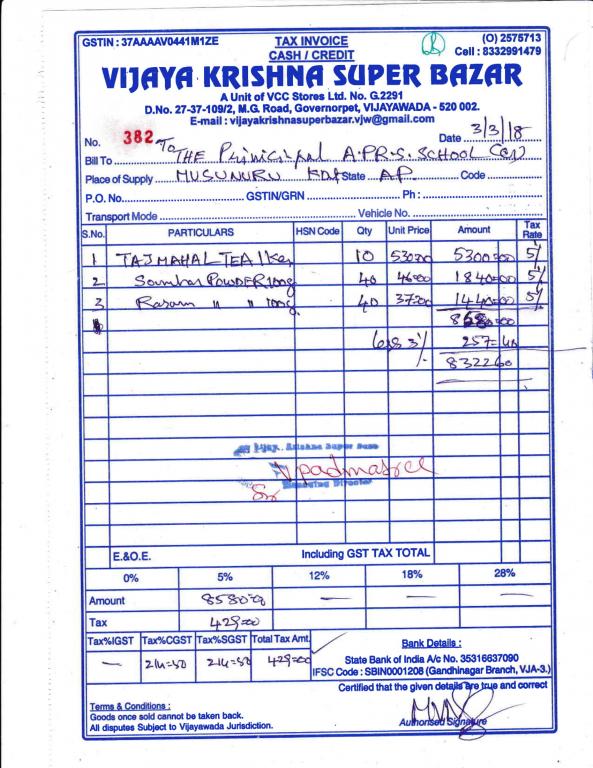 GSTIN : 37AAAAV0441M1ZE TAX INVOICE (O) 2575713
CASH / CREDIT Cell : 8332991479
VIJAYA KRISHNA SUPER BAZAR
A Unit of VCC Stores Ltd. No. G.2291
D.No. 27-37-109/2, M.G. Road, Governorpet, VIJAYAWADA - 520 002.
E-mail : vijayakrishnasuperbazar.vjw@gmail.com
No. 382 To Date 3/3/18
Bill To THE Principal A.P.R.S. SCHOOL
Place of Supply MUSUNURU State AP Code
P.O. No. GSTIN/GRN Ph :
Transport Mode Vehicle No.
S.No. PARTICULARS HSN Code Qty Unit Price Amount Tax Rate
1 TAJ MAHAL TEA 1Kg 10 530=00 5300=00 5%
2 Sambar POWDER 100g 40 46=00 1840=00 5%
3 Rasam " " 100g 40 37=00 1440=00 5%
8580=00
Less 3% 257=40
832260
Vijaya Krishna Super Bazar
Vpadmasree
Managing Director
E.&O.E. Including GST TAX TOTAL
0% 5% 12% 18% 28%
Amount 8580=00 — — —
Tax 429=00
Tax%IGST Tax%CGST Tax%SGST Total Tax Amt.
— 214=50 214=50 429=00
Bank Details :
State Bank of India A/c No. 35316637090
IFSC Code : SBIN0001208 (Gandhinagar Branch, VJA-3.)
Certified that the given details are true and correct
Terms & Conditions :
Goods once sold cannot be taken back.
All disputes Subject to Vijayawada Jurisdiction.
Authorised Signature